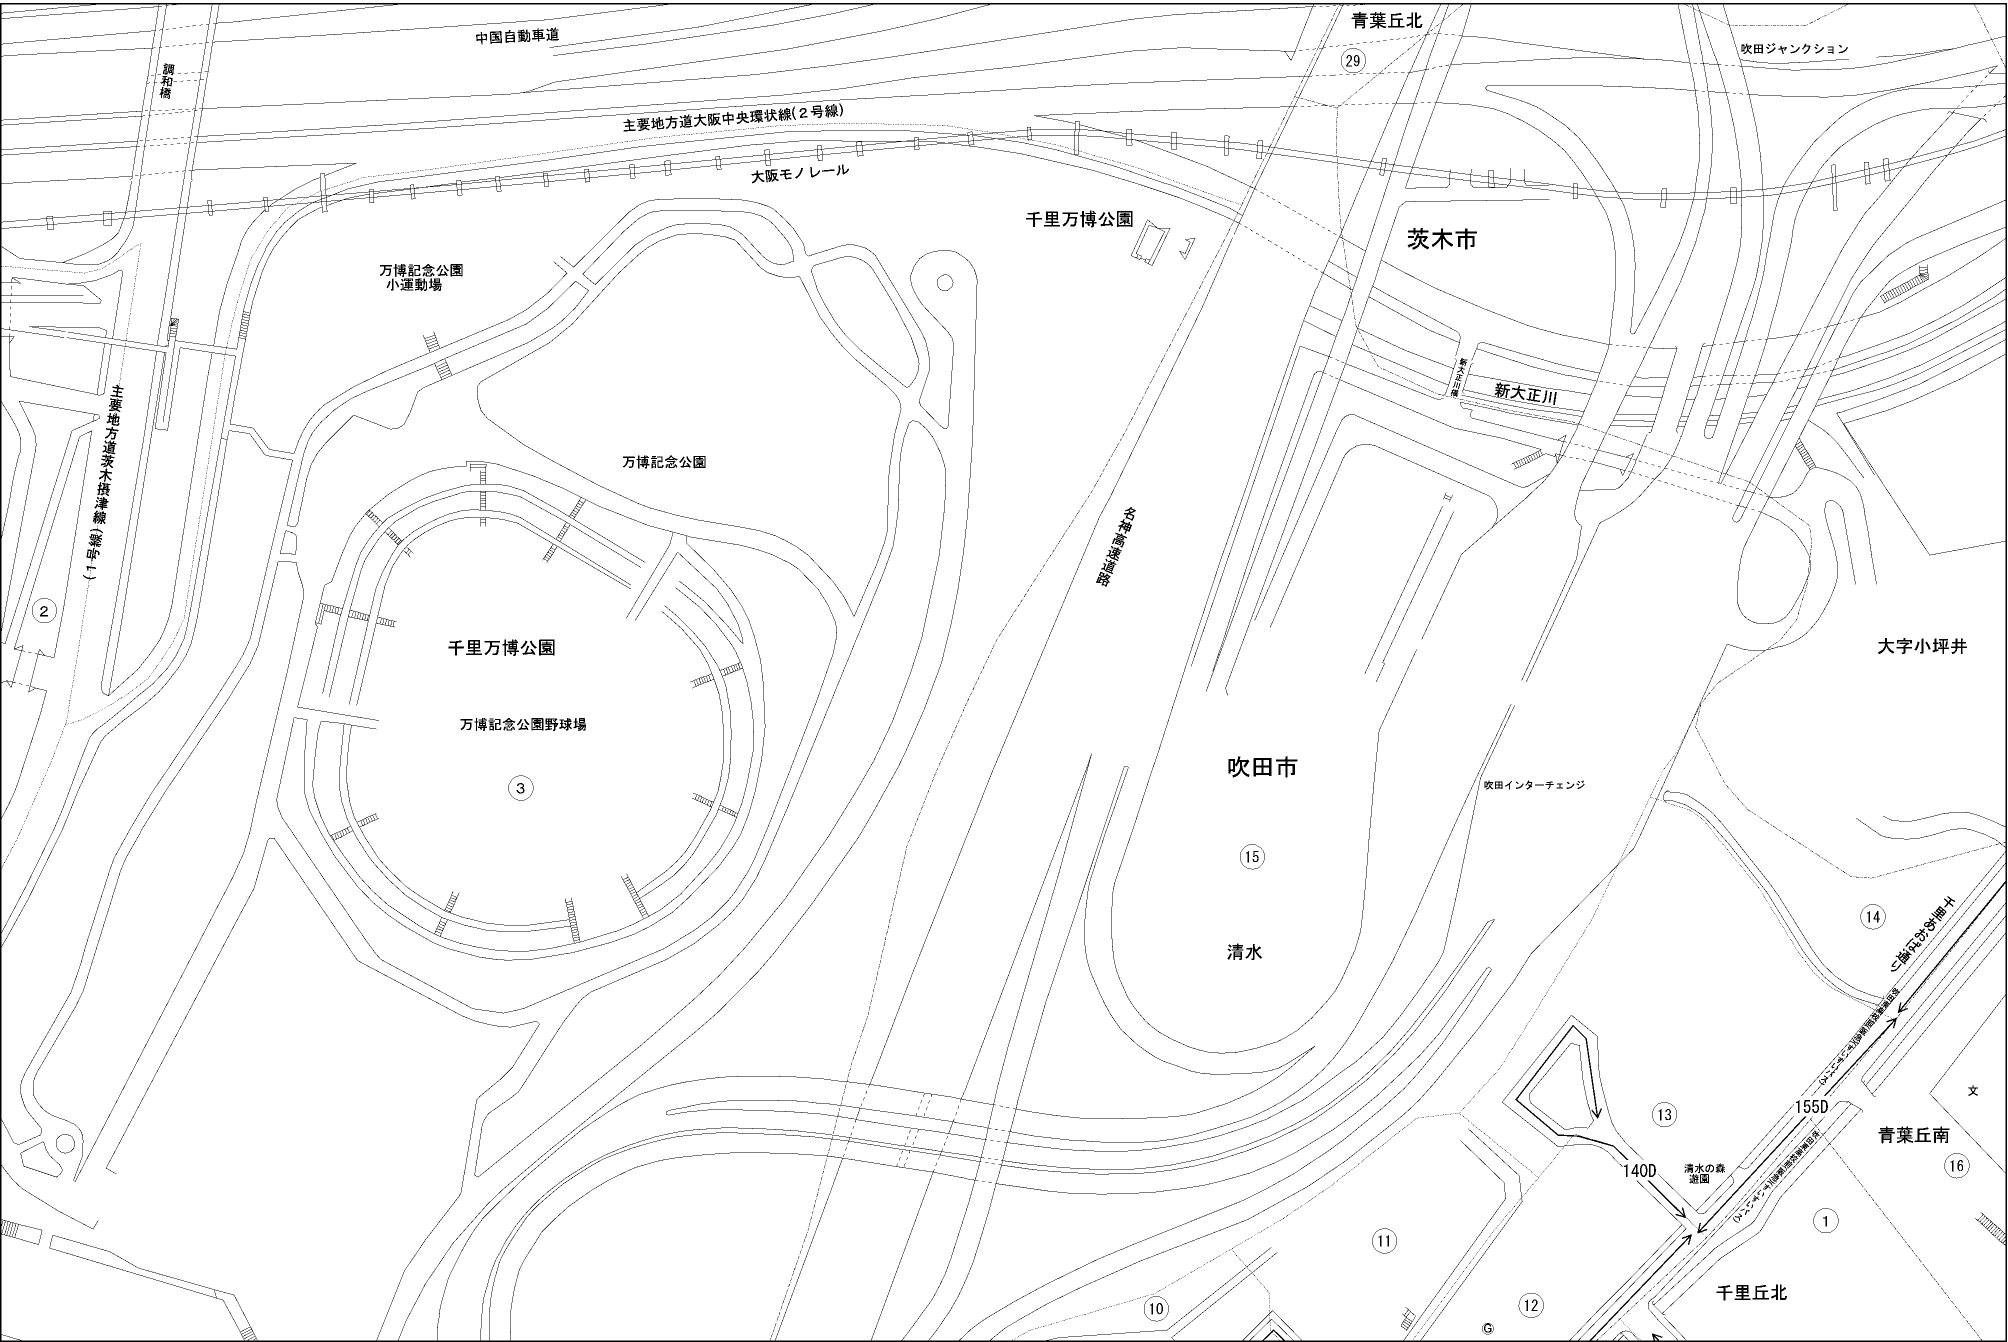 中国自動車道
青葉丘北
29
吹田ジャンクション
調和橋
主要地方道大阪中央環状線(2号線)
大阪モノレール
千里万博公園
茨木市
万博記念公園
小運動場
新大正川橋
新大正川
主要地方道茨木摂津線(1号線)
万博記念公園
名神高速道路
2
千里万博公園
大字小坪井
万博記念公園野球場
3
吹田市
吹田インターチェンジ
15
14
千里あおば通り
清水
文
155D
13
青葉丘南
16
140D
清水の森
遊園
1
11
千里丘北
10
12
G